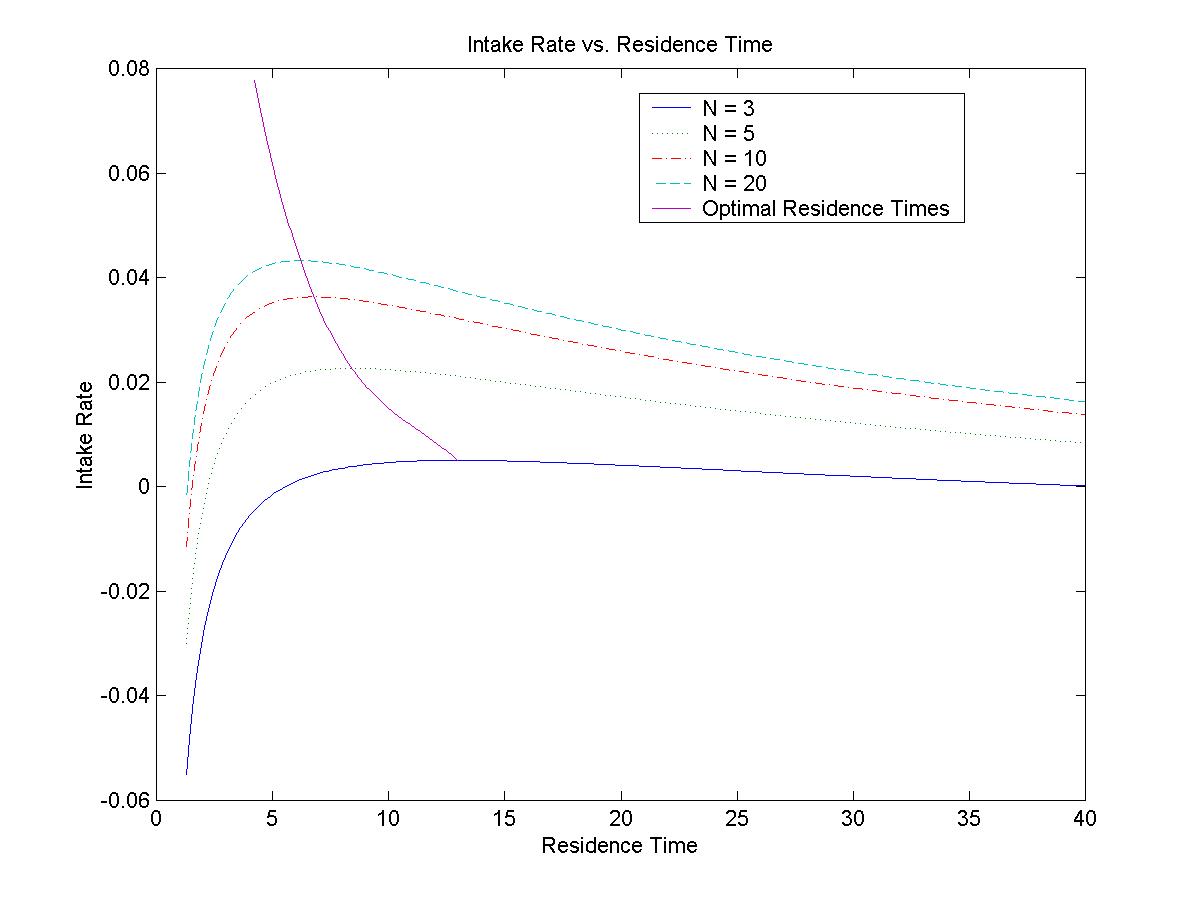 Intake Rate vs. Residence Time
0.08
0.06
0.04
0.02
0
-0.02
-0.04
-0.06
Intake Rate
N = 3
N = 5
N = 10
N = 20
Optimal Residence Times
0 5 10 15 20 25 30 35 40
Residence Time